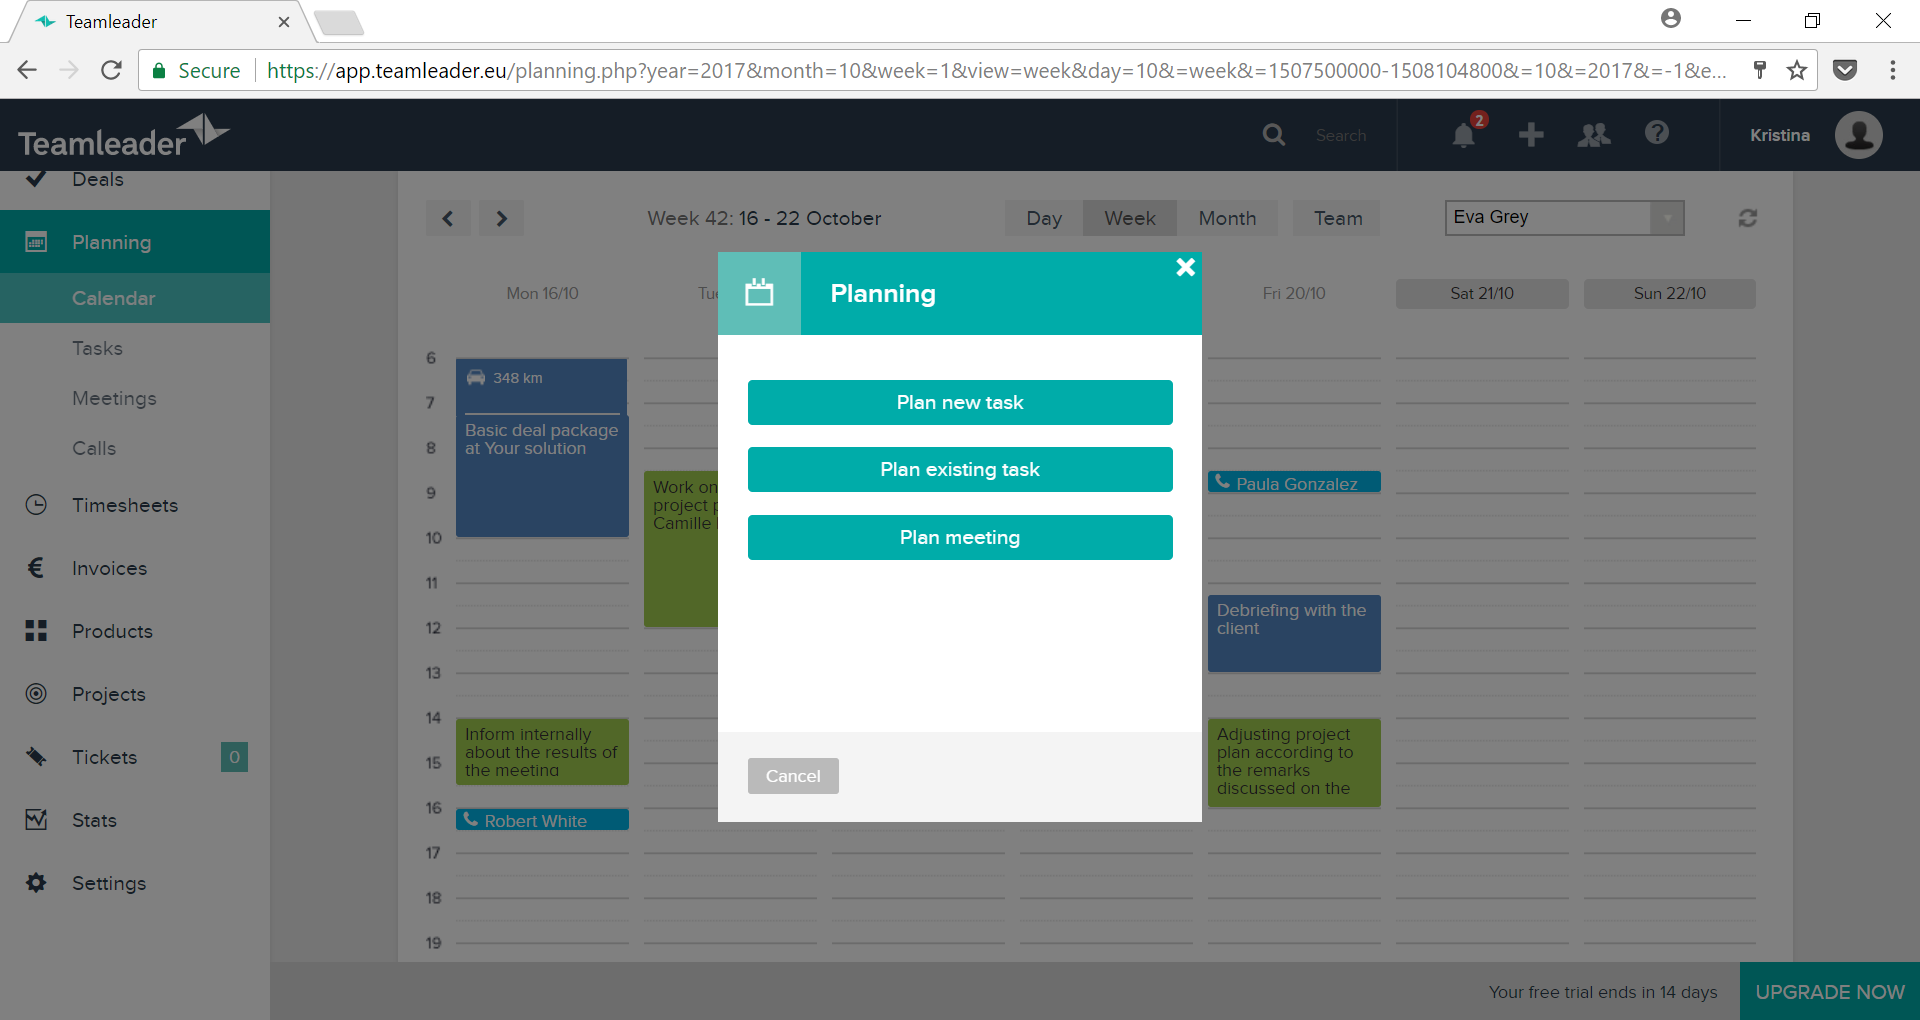 Teamleader
Secure
https://app.teamleader.eu/planning.php?year=2017&month=10&week=1&view=week&day=10&=week&=1507500000-1508104800&=10&=2017&=-1&e...
Teamleader
Search
2
Kristina
Deals
Planning
Calendar
Tasks
Meetings
Calls
Timesheets
Invoices
Products
Projects
Tickets
0
Stats
Settings
Week 42: 16 - 22 October
Day
Week
Month
Team
Eva Grey
Mon 16/10
Fri 20/10
Sat 21/10
Sun 22/10
6
7
8
9
10
11
12
13
14
15
16
17
18
19
348 km
Basic deal package
at Your solution
Inform internally
about the results of
the meeting
Robert White
Work on
project
Camille
Paula Gonzalez
Debriefing with the
client
Adjusting project
plan according to
the remarks
discussed on the
Planning
Plan new task
Plan existing task
Plan meeting
Cancel
Your free trial ends in 14 days
UPGRADE NOW